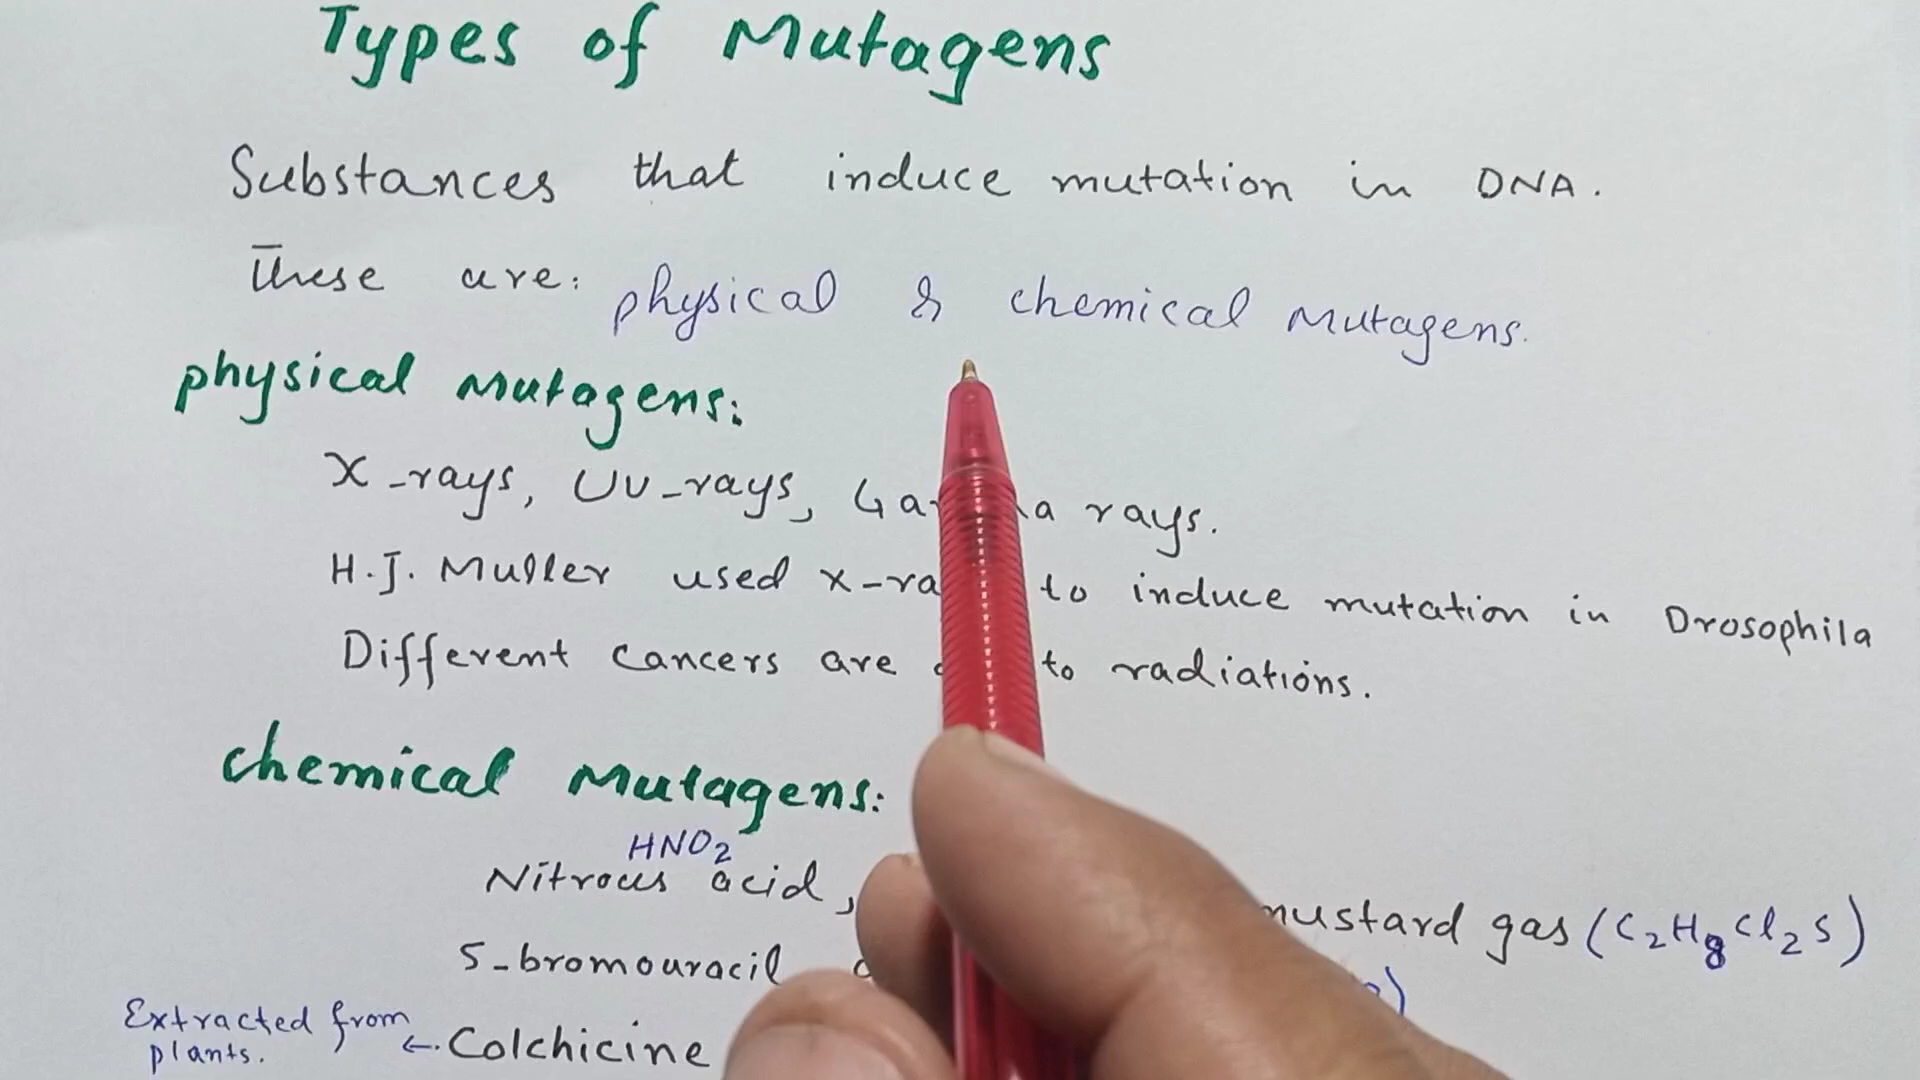 Types of Mutagens
Substances that induce mutation in DNA.
These are: physical & chemical Mutagens.
physical Mutagens:
X-rays, UV-rays, rays.
H.J. Muller used to induce mutation in Drosophila
Different cancers are to radiations.
chemical Mutagens:
HNO2
Nitrous acid, mustard gas (C2H8Cl2S)
5-bromouracil
Extracted from plants. ← Colchicine